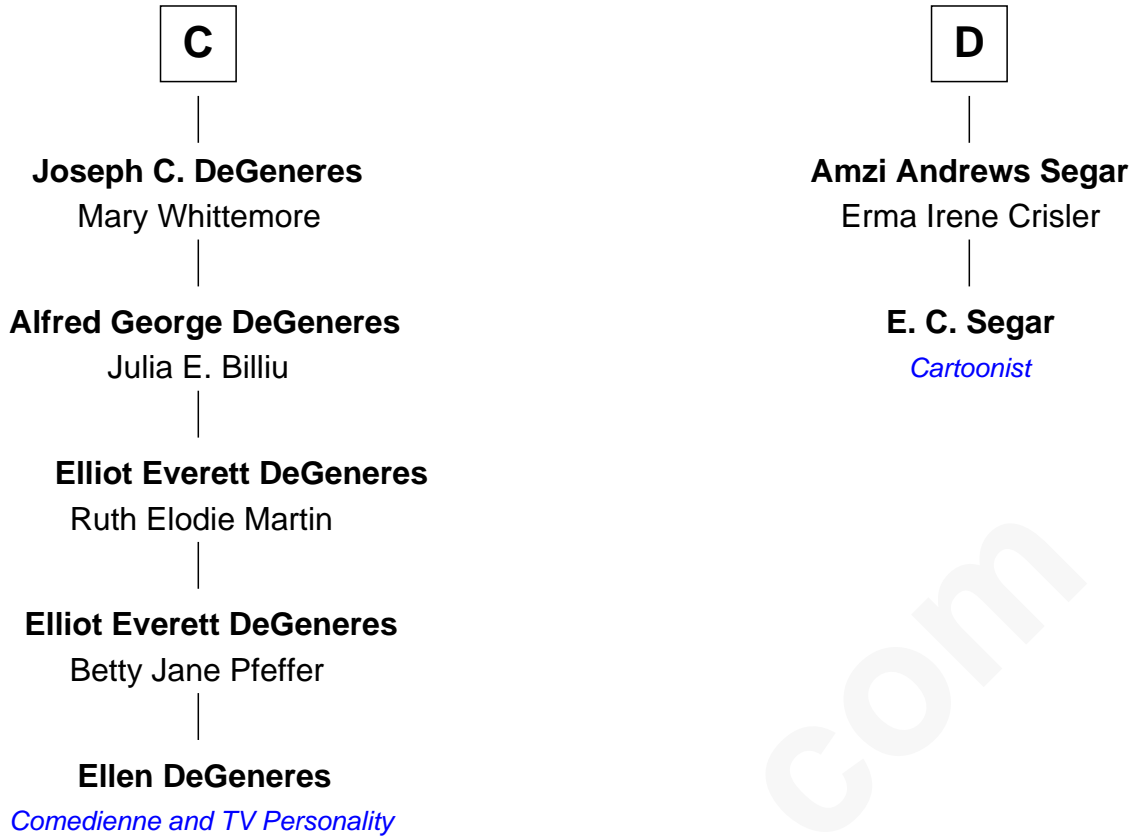 C
Joseph C. DeGeneres
Mary Whittemore
Alfred George DeGeneres
Julia E. Billiu
Elliot Everett DeGeneres
Ruth Elodie Martin
Elliot Everett DeGeneres
Betty Jane Pfeffer
Ellen DeGeneres
Comedienne and TV Personality
D
Amzi Andrews Segar
Erma Irene Crisler
E. C. Segar
Cartoonist
com